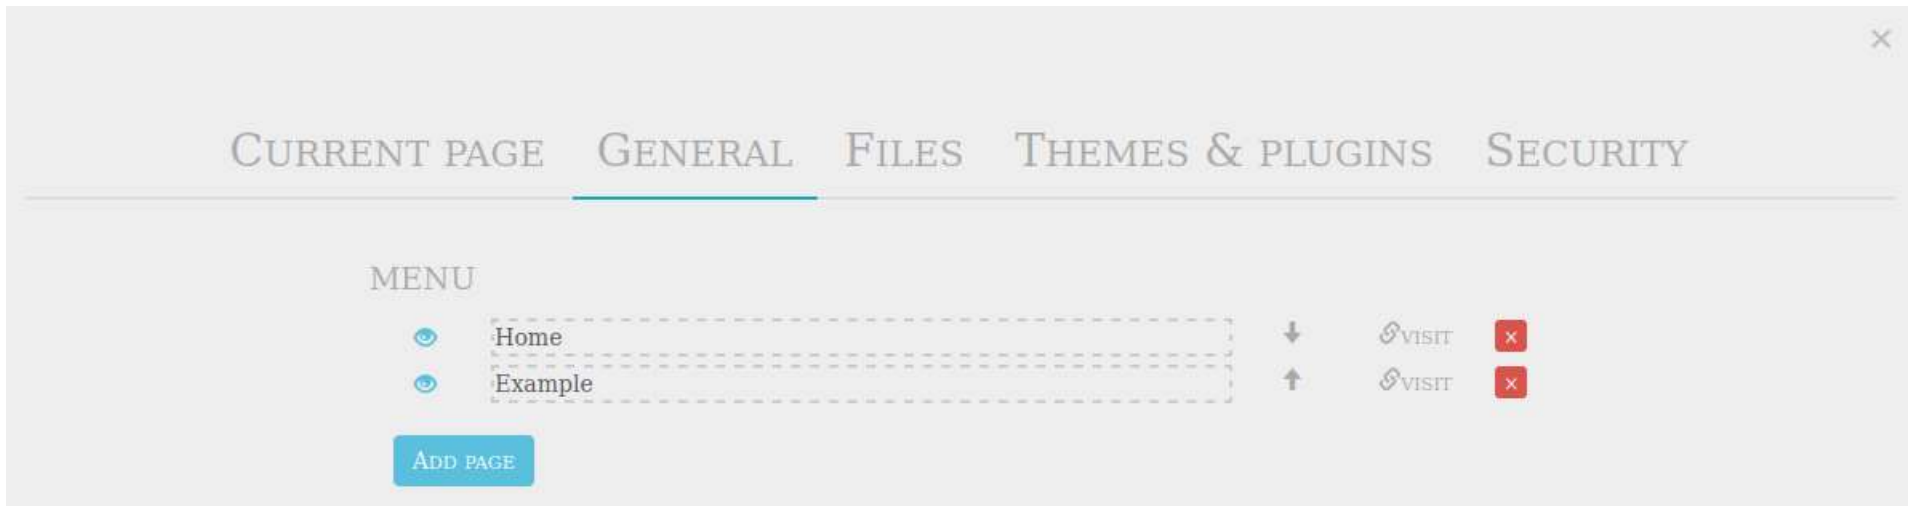 ×
Current page General Files Themes & plugins Security
MENU
Home visit ×
Example visit ×
Add page